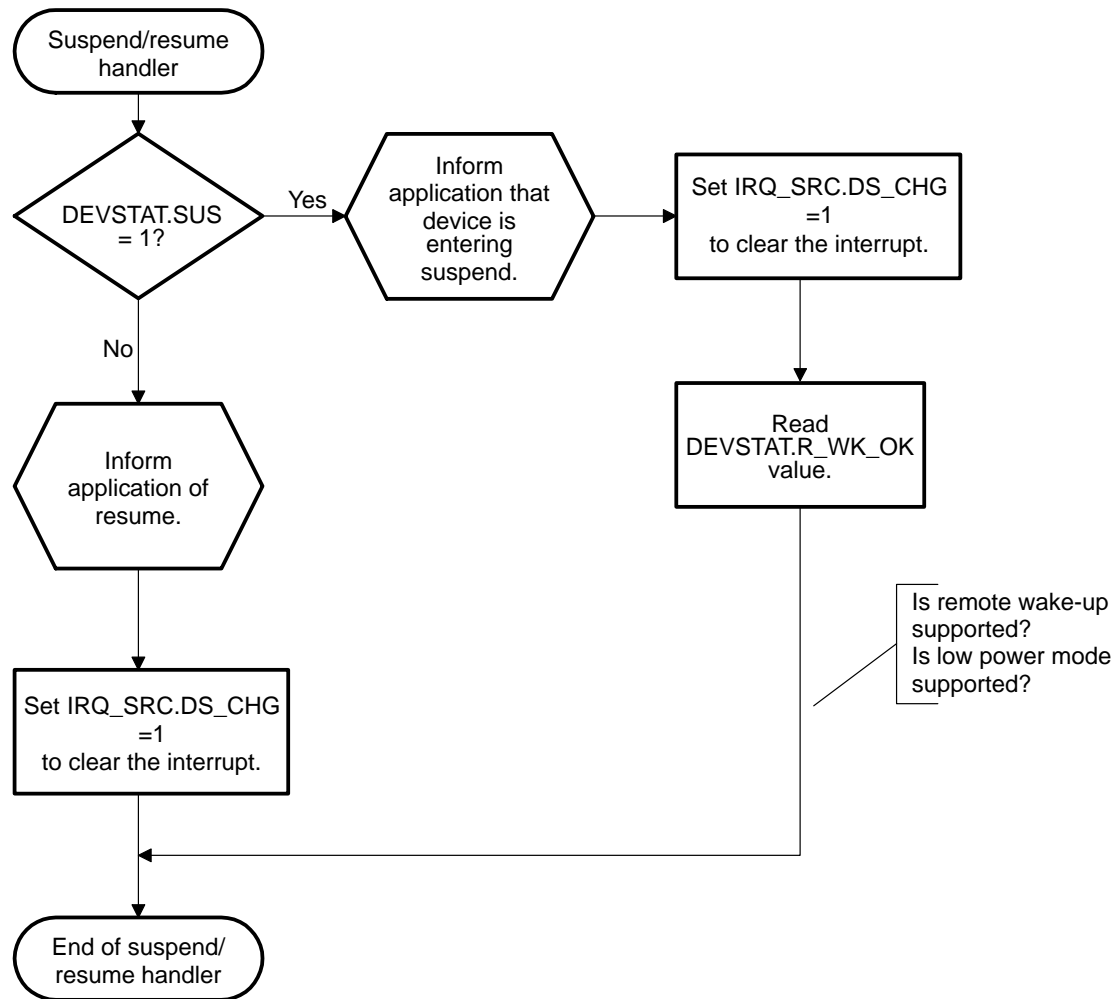 Suspend/resume
handler
DEVSTAT.SUS
= 1?
Yes
Inform
application that
device is
entering
suspend.
Set IRQ_SRC.DS_CHG
=1
to clear the interrupt.
No
Read
DEVSTAT.R_WK_OK
value.
Inform
application of
resume.
Is remote wake-up
supported?
Is low power mode
supported?
Set IRQ_SRC.DS_CHG
=1
to clear the interrupt.
End of suspend/
resume handler